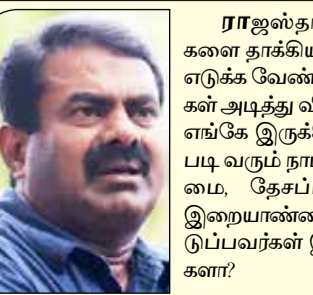 ராஜஸ்தா
களை தாக்கிய
எடுக்க வேண்
கள் அடித்து வி
எங்கே இருக்
படி வரும் நா
மை, தேசப்
இறையாண்
டுப்பவர்கள் இ
களா?